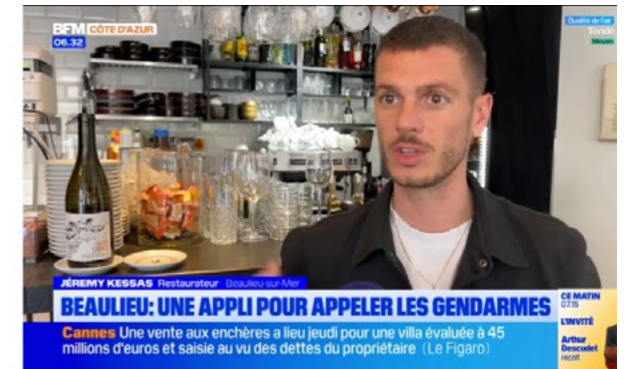 BFM CÔTE D'AZUR
06.32
Qualité de l'air
Tende
Moyen
JÉREMY KESSAS Restaurateur Beaulieu-sur-Mer
BEAULIEU: UNE APPLI POUR APPELER LES GENDARMES
Cannes Une vente aux enchères a lieu jeudi pour une villa évaluée à 45
millions d'euros et saisie au vu des dettes du propriétaire (Le Figaro)
CE MATIN
07.15
L'INVITÉ
Arthur
Descudet
reçoit